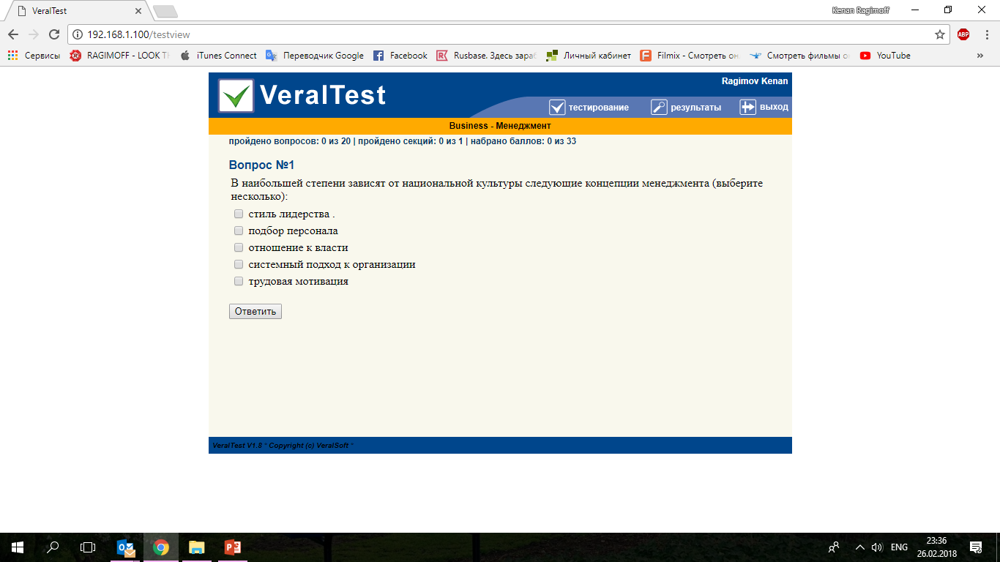 VeralTest
Kenan Ragimoff
192.168.1.100/testview
ABP
Сервисы
RAGIMOFF - LOOK T
iTunes Connect
Переводчик Google
Facebook
Rusbase. Здесь зараб
Личный кабинет
Filmix - Смотреть он
Смотреть фильмы о
YouTube
VeralTest
Ragimov Kenan
тестирование
результаты
выход
Business - Менеджмент
пройдено вопросов: 0 из 20 | пройдено секций: 0 из 1 | набрано баллов: 0 из 33
Вопрос №1
В наибольшей степени зависят от национальной культуры следующие концепции менеджмента (выберите
несколько):
стиль лидерства .
подбор персонала
отношение к власти
системный подход к организации
трудовая мотивация
Ответить
VeralTest V1.8 * Copyright (c) VeralSoft *
ENG
23:36
26.02.2018